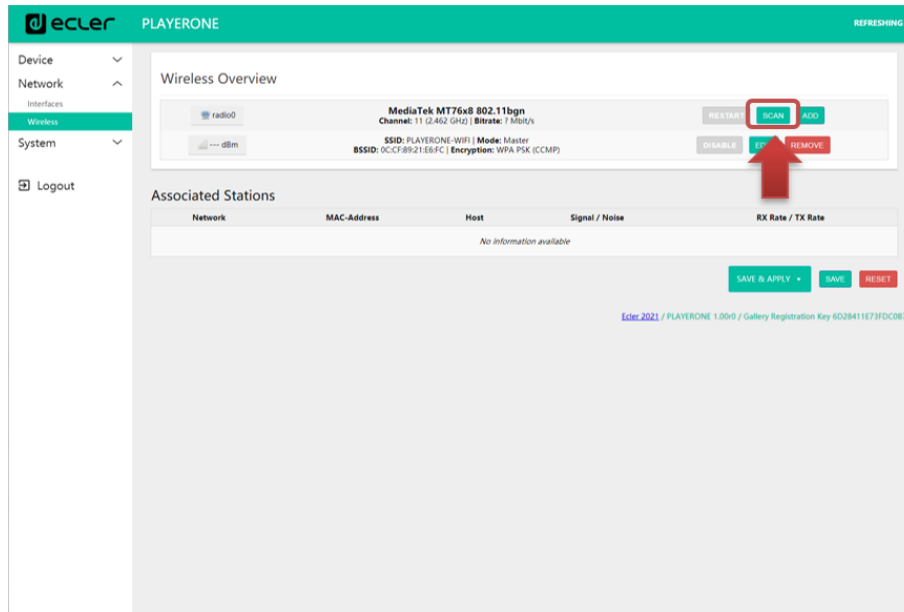 ecler PLAYERONE REFRESHING
Device
Network
Interfaces
Wireless
System
Logout
Wireless Overview
radio0
MediaTek MT76x8 802.11bgn
Channel: 11 (2.462 GHz) | Bitrate: ? Mbit/s
RESTART SCAN ADD
--- dBm
SSID: PLAYERONE-WIFI | Mode: Master
BSSID: 0C:CF:89:21:E6:FC | Encryption: WPA PSK (CCMP)
DISABLE REMOVE
Associated Stations
Network MAC-Address Host Signal / Noise RX Rate / TX Rate
No information available
SAVE & APPLY SAVE RESET
Ecler 2021 / PLAYERONE 1.00r0 / Gallery Registration Key